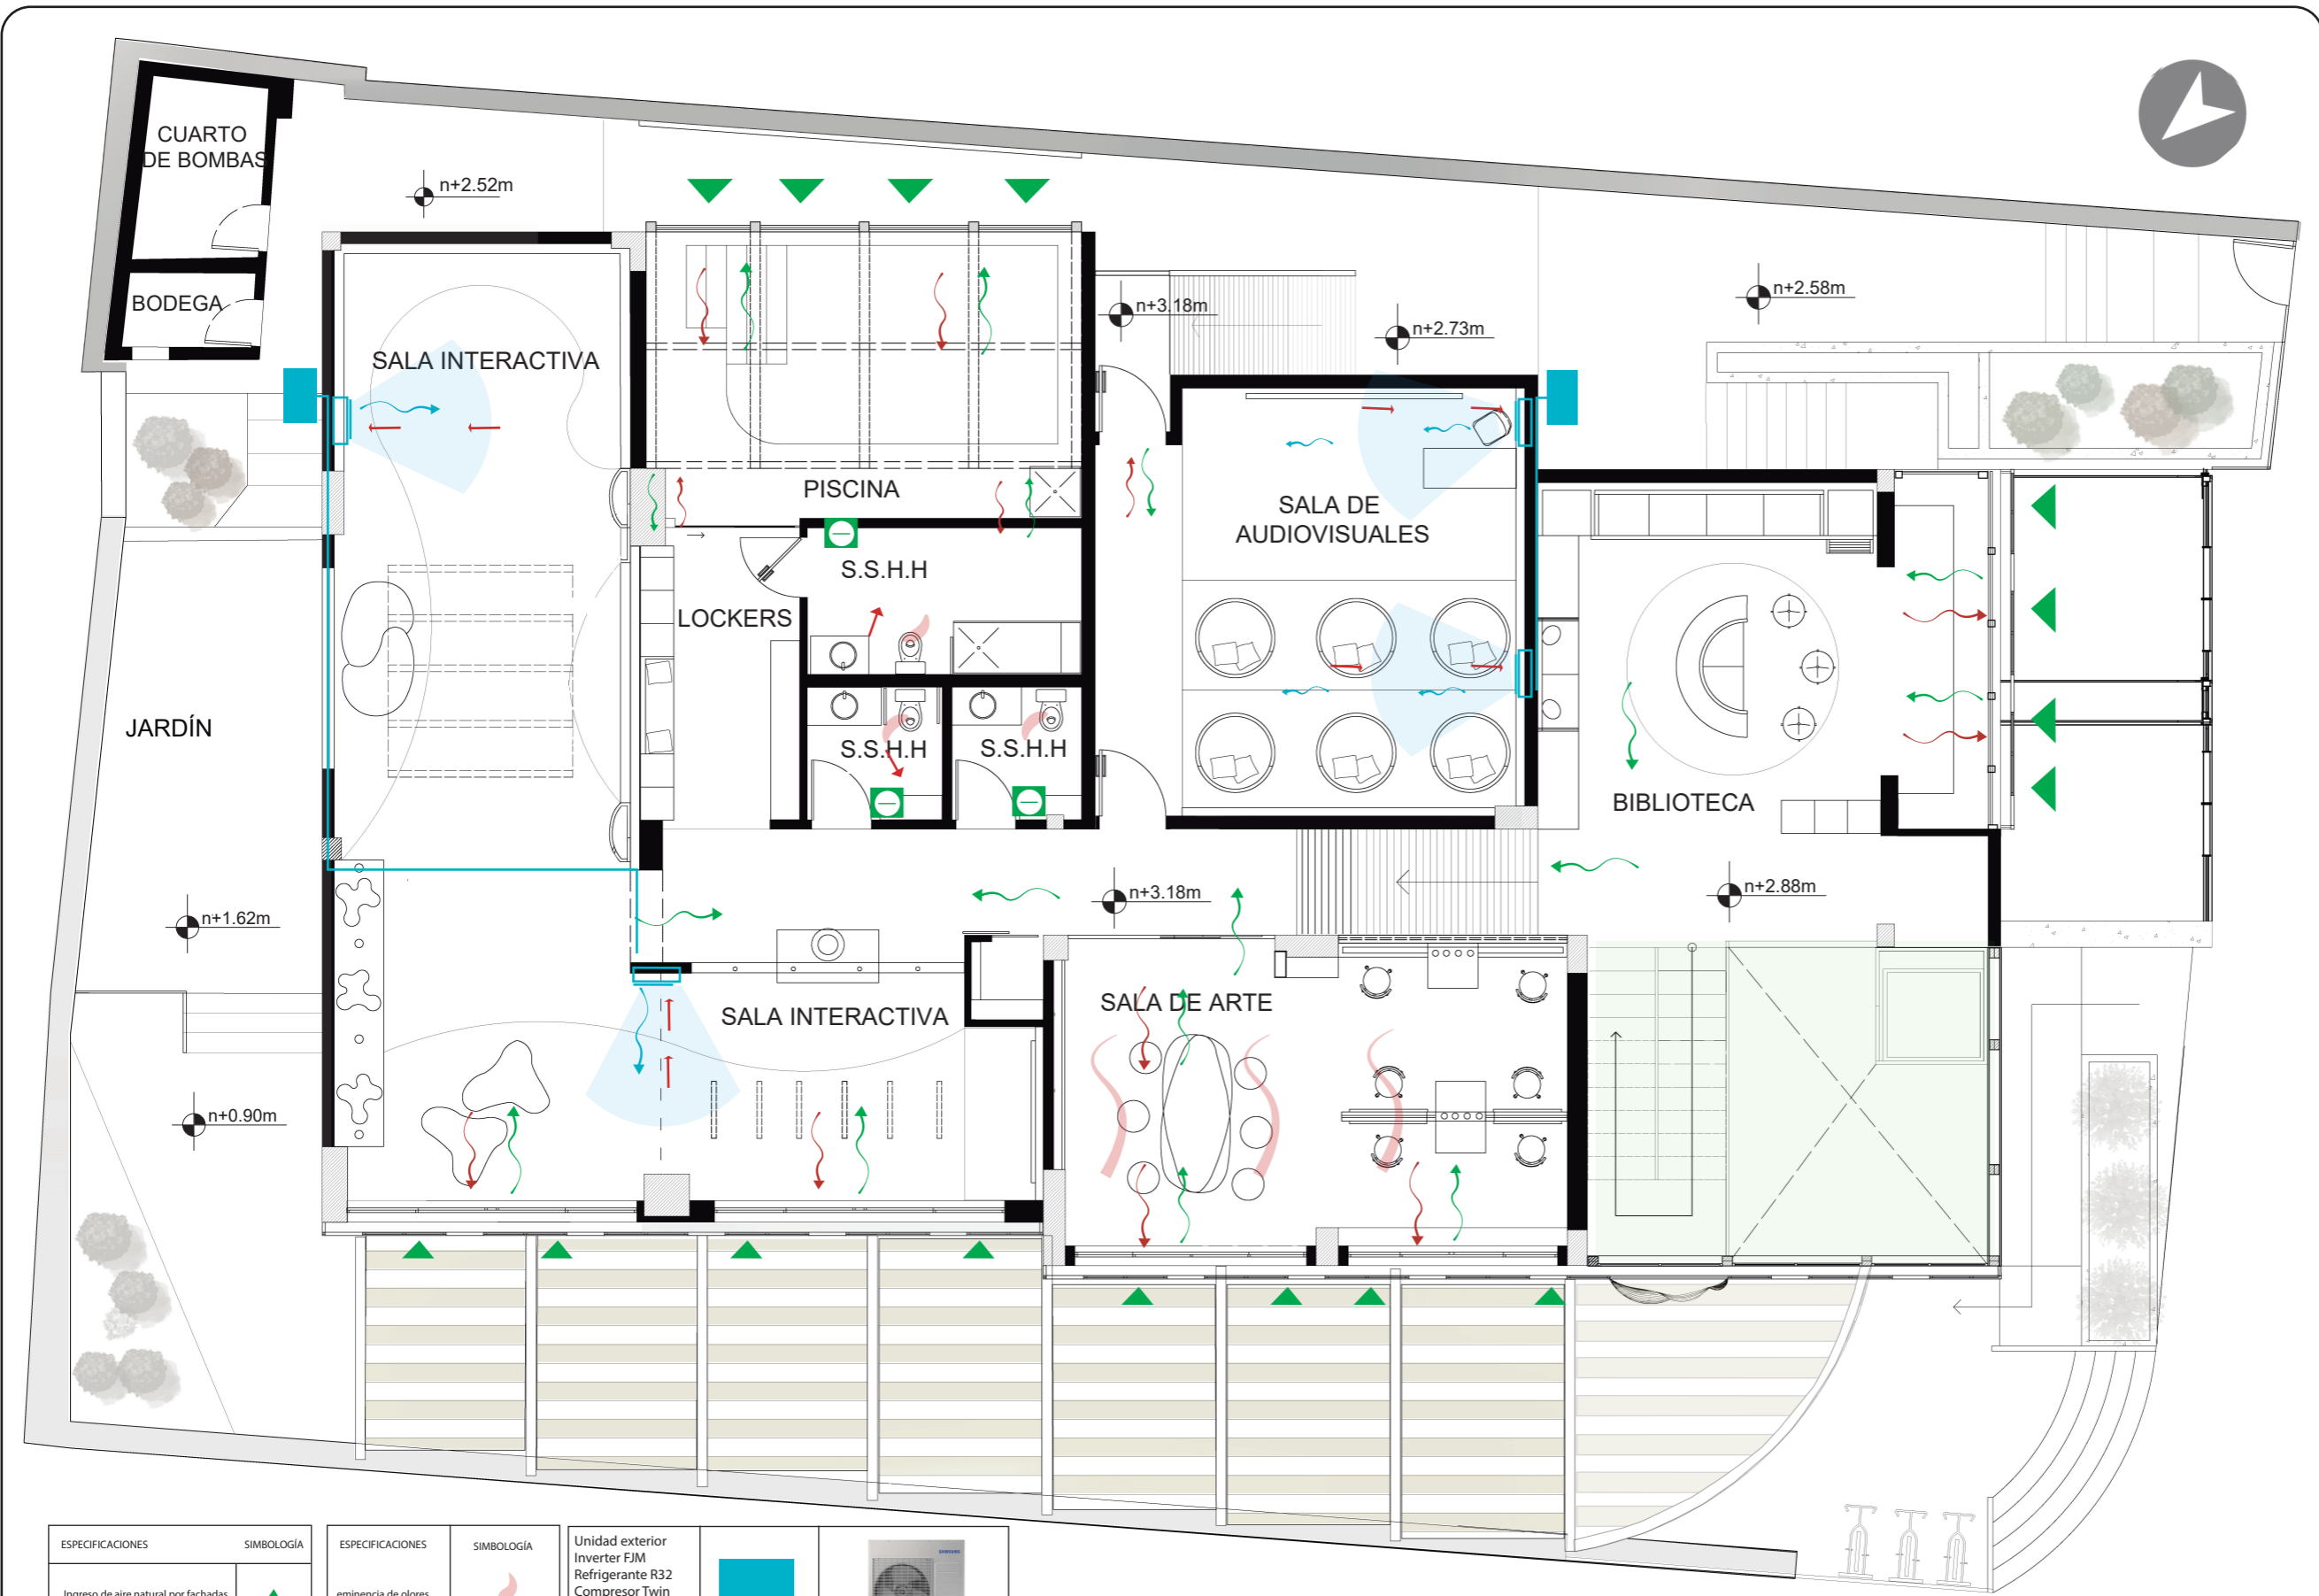 CUARTO
DE BOMBAS
n+2.52m
BODEGA
SALA INTERACTIVA
n+3.18m
n+2.73m
n+2.58m
PISCINA
SALA DE
AUDIOVISUALES
S.S.H.H
LOCKERS
JARDÍN
S.S.H.H
S.S.H.H
BIBLIOTECA
n+1.62m
n+3.18m
n+2.88m
SALA INTERACTIVA
SALA DE ARTE
n+0.90m
ESPECIFICACIONES
SIMBOLOGÍA
Ingreso de aire natural por fachadas
ESPECIFICACIONES
SIMBOLOGÍA
eminencia de olores
Unidad exterior
Inverter FJM
Refrigerante R32
Compresor Twin
SAMSUNG